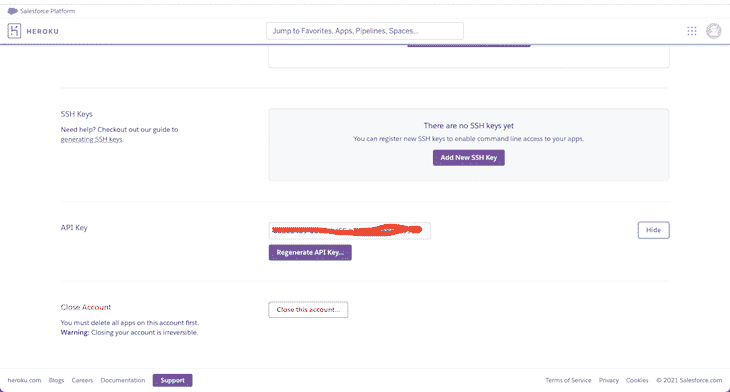 Salesforce Platform
HEROKU
Jump to Favorites, Apps, Pipelines, Spaces...
SSH Keys
Need help? Checkout our guide to
generating SSH keys.
There are no SSH keys yet
You can register new SSH keys to enable command line access to your apps.
Add New SSH Key
API Key
Hide
Regenerate API Key...
Close Account
Close this account...
You must delete all apps on this account first.
Warning: Closing your account is irreversible.
heroku.com Blogs Careers Documentation Support
Terms of Service Privacy Cookies © 2021 Salesforce.com